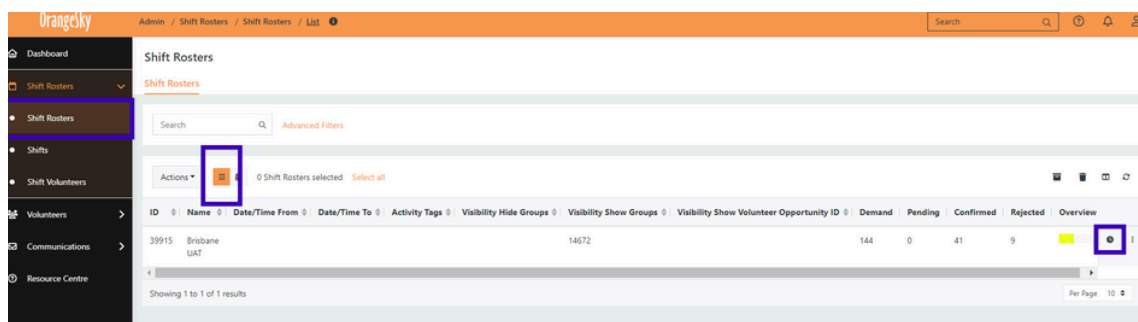 OrangeSky
Admin / Shift Rosters / Shift Rosters / List
Search
Dashboard
Shift Rosters
Shift Rosters
Shifts
Shift Volunteers
Volunteers
Communications
Resource Centre
Shift Rosters
Shift Rosters
Search
Advanced Filters
Actions
0 Shift Rosters selected Select all
ID Name Date/Time From Date/Time To Activity Tags Visibility Hide Groups Visibility Show Groups Visibility Show Volunteer Opportunity ID Demand Pending Confirmed Rejected Overview
39915 Brisbane 14672 144 0 41 9
UAT
Showing 1 to 1 of 1 results
Per Page 10